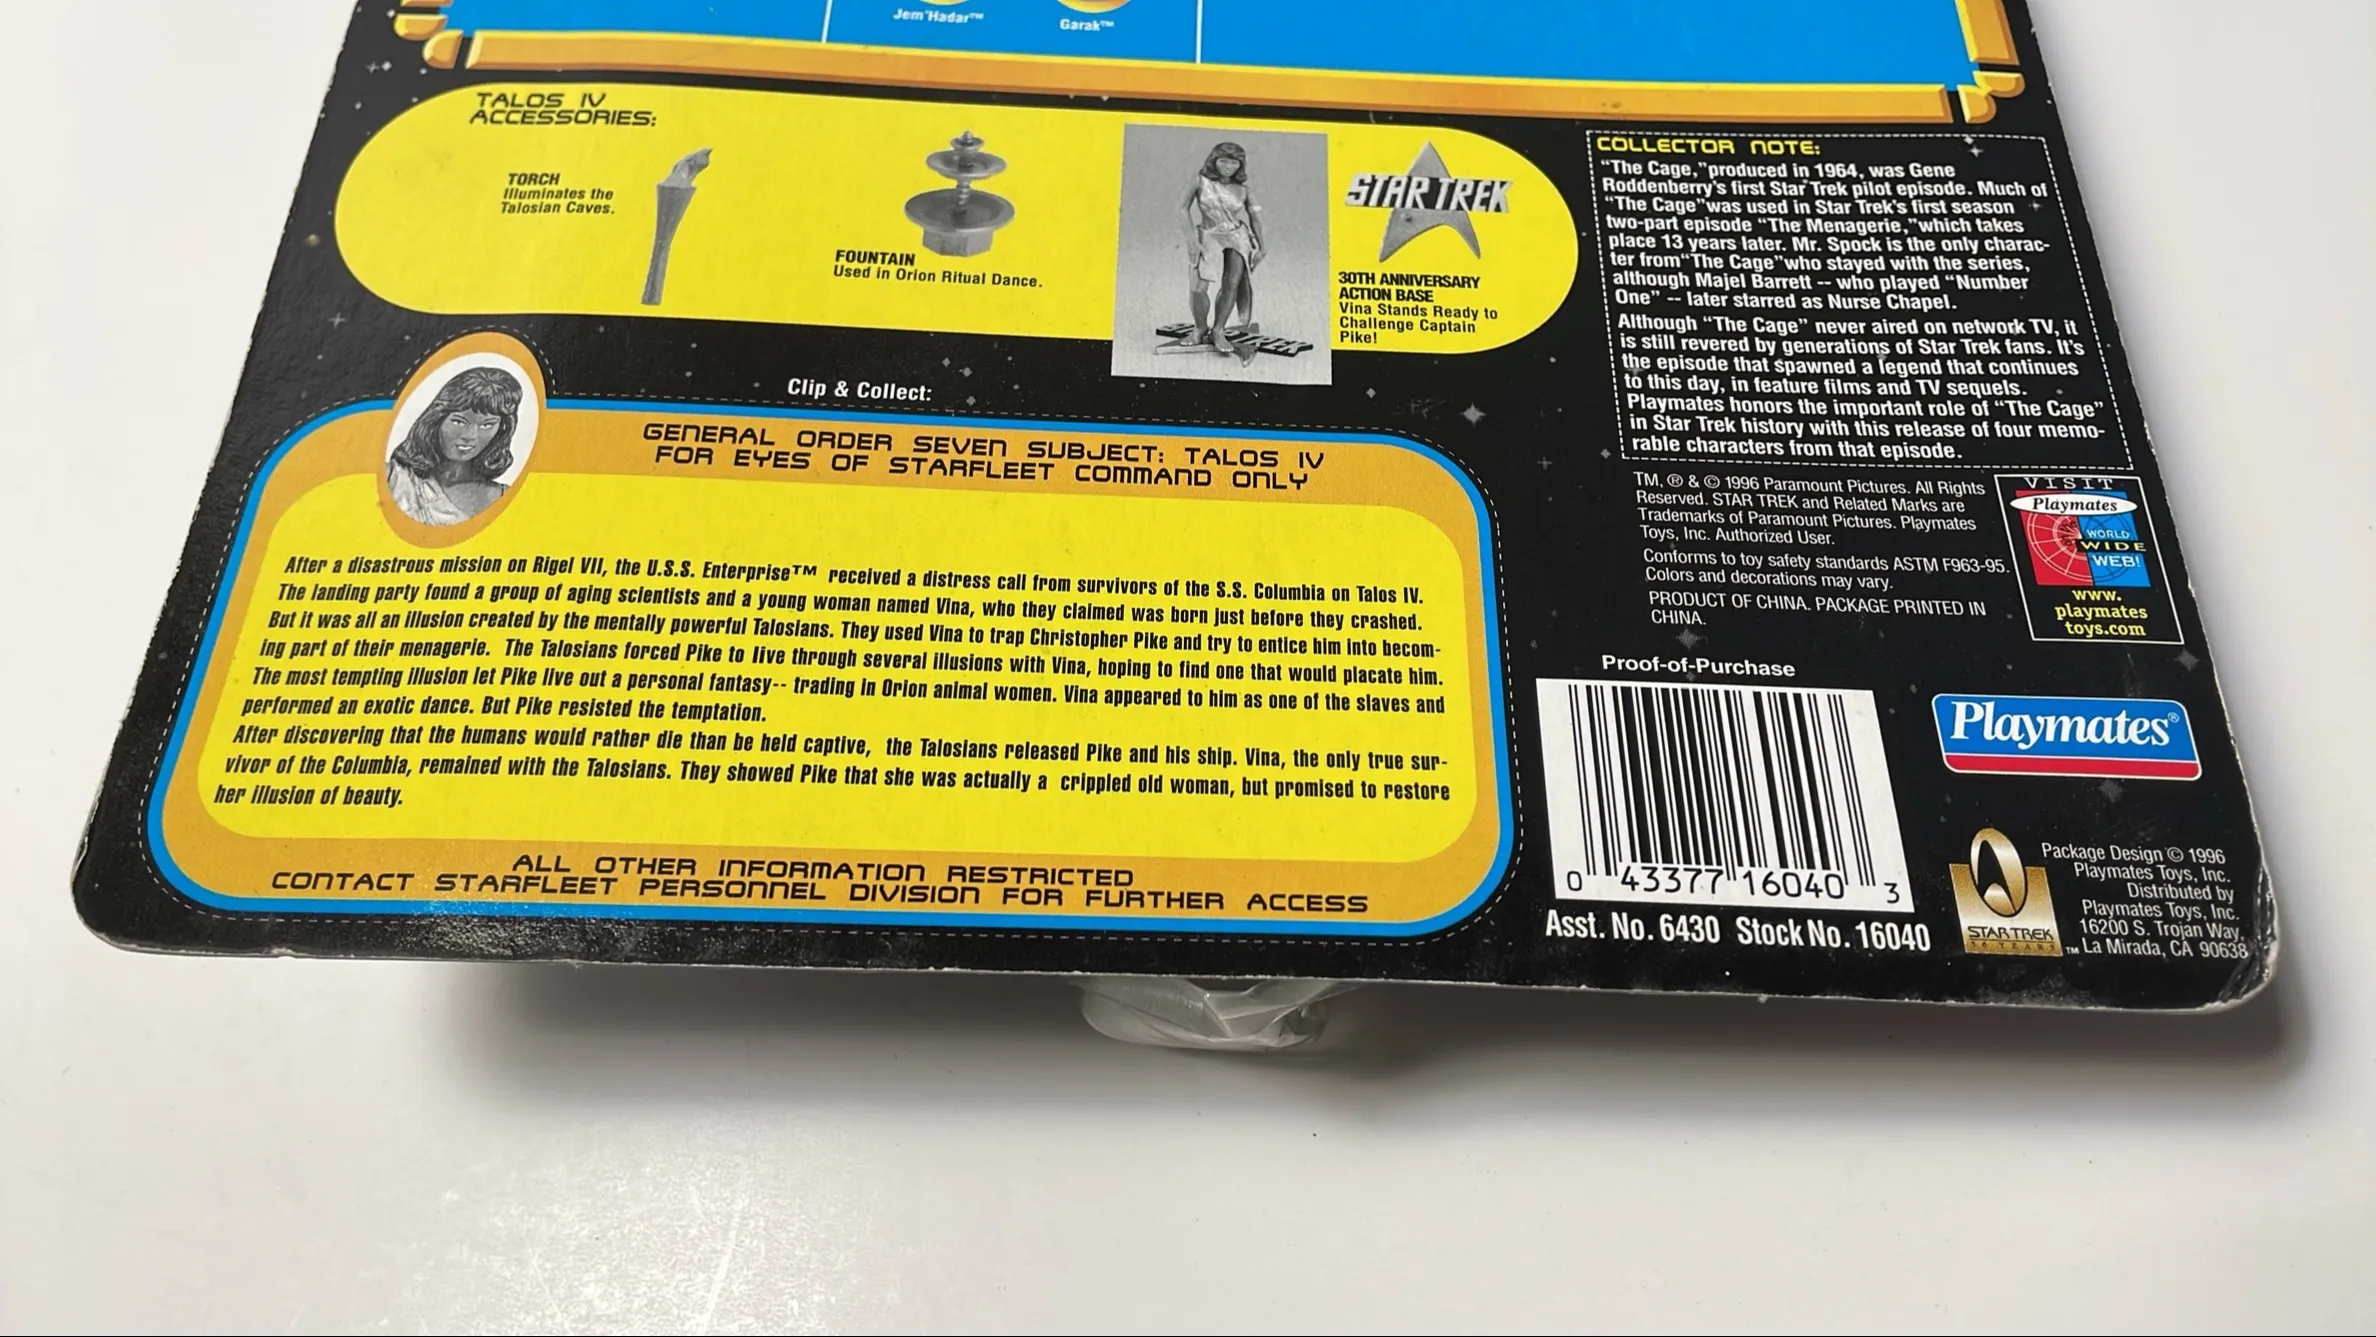 Jem'Hadar™
Garak™
TALOS IV
ACCESSORIES:
TORCH
Illuminates the
Talosian Caves.
FOUNTAIN
Used in Orion Ritual Dance.
STAR TREK
STAR TREK
30TH ANNIVERSARY
ACTION BASE
Vina Stands Ready to
Challenge Captain
Pike!
COLLECTOR NOTE:
“The Cage,” produced in 1964, was Gene
Roddenberry's first Star Trek pilot episode. Much of
“The Cage” was used in Star Trek's first season
two-part episode “The Menagerie,” which takes
place 13 years later. Mr. Spock is the only charac-
ter from “The Cage” who stayed with the series,
although Majel Barrett -- who played “Number
One” -- later starred as Nurse Chapel.
Although “The Cage” never aired on network TV, it
is still revered by generations of Star Trek fans. It's
the episode that spawned a legend that continues
to this day, in feature films and TV sequels.
Playmates honors the important role of “The Cage”
in Star Trek history with this release of four memo-
rable characters from that episode.
Clip & Collect:
GENERAL ORDER SEVEN SUBJECT: TALOS IV
FOR EYES OF STARFLEET COMMAND ONLY
After a disastrous mission on Rigel VII, the U.S.S. Enterprise™ received a distress call from survivors of the S.S. Columbia on Talos IV.
The landing party found a group of aging scientists and a young woman named Vina, who they claimed was born just before they crashed.
But it was all an illusion created by the mentally powerful Talosians. They used Vina to trap Christopher Pike and try to entice him into becom-
ing part of their menagerie. The Talosians forced Pike to live through several illusions with Vina, hoping to find one that would placate him.
The most tempting illusion let Pike live out a personal fantasy-- trading in Orion animal women. Vina appeared to him as one of the slaves and
performed an exotic dance. But Pike resisted the temptation.
After discovering that the humans would rather die than be held captive, the Talosians released Pike and his ship. Vina, the only true sur-
vivor of the Columbia, remained with the Talosians. They showed Pike that she was actually a crippled old woman, but promised to restore
her illusion of beauty.
ALL OTHER INFORMATION RESTRICTED
CONTACT STARFLEET PERSONNEL DIVISION FOR FURTHER ACCESS
TM, ® & © 1996 Paramount Pictures. All Rights
Reserved. STAR TREK and Related Marks are
Trademarks of Paramount Pictures. Playmates
Toys, Inc. Authorized User.
Conforms to toy safety standards ASTM F963-95.
Colors and decorations may vary.
PRODUCT OF CHINA. PACKAGE PRINTED IN
CHINA.
VISIT
Playmates
WORLD
WIDE
WEB!
www.
playmates
toys.com
Proof-of-Purchase
0 43377 16040 3
Asst. No. 6430 Stock No. 16040
Playmates®
STAR TREK
30 YEARS
™
Package Design © 1996
Playmates Toys, Inc.
Distributed by
Playmates Toys, Inc.
16200 S. Trojan Way,
La Mirada, CA 90638